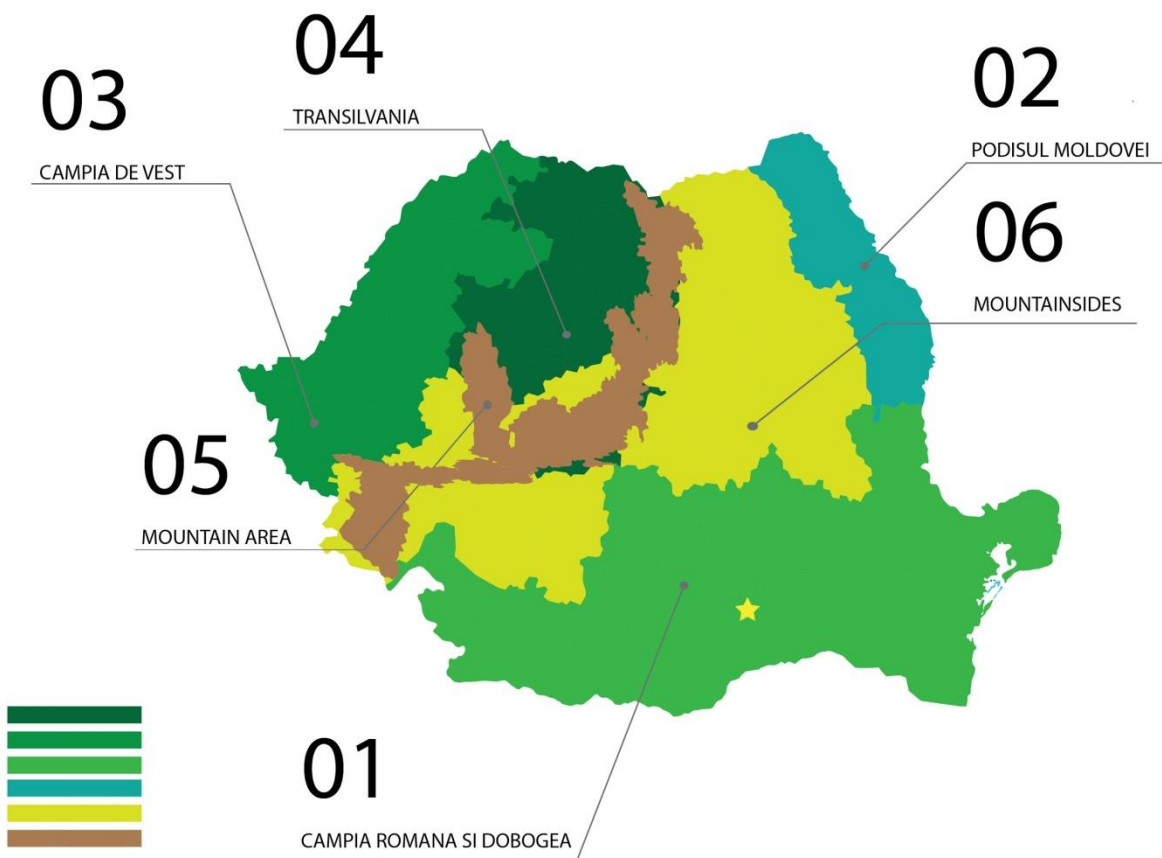 04
TRANSILVANIA
03
CAMPIA DE VEST
02
PODISUL MOLDOVEI
06
MOUNTAINSIDES
05
MOUNTAIN AREA
01
CAMPIA ROMANA SI DOBOGEA